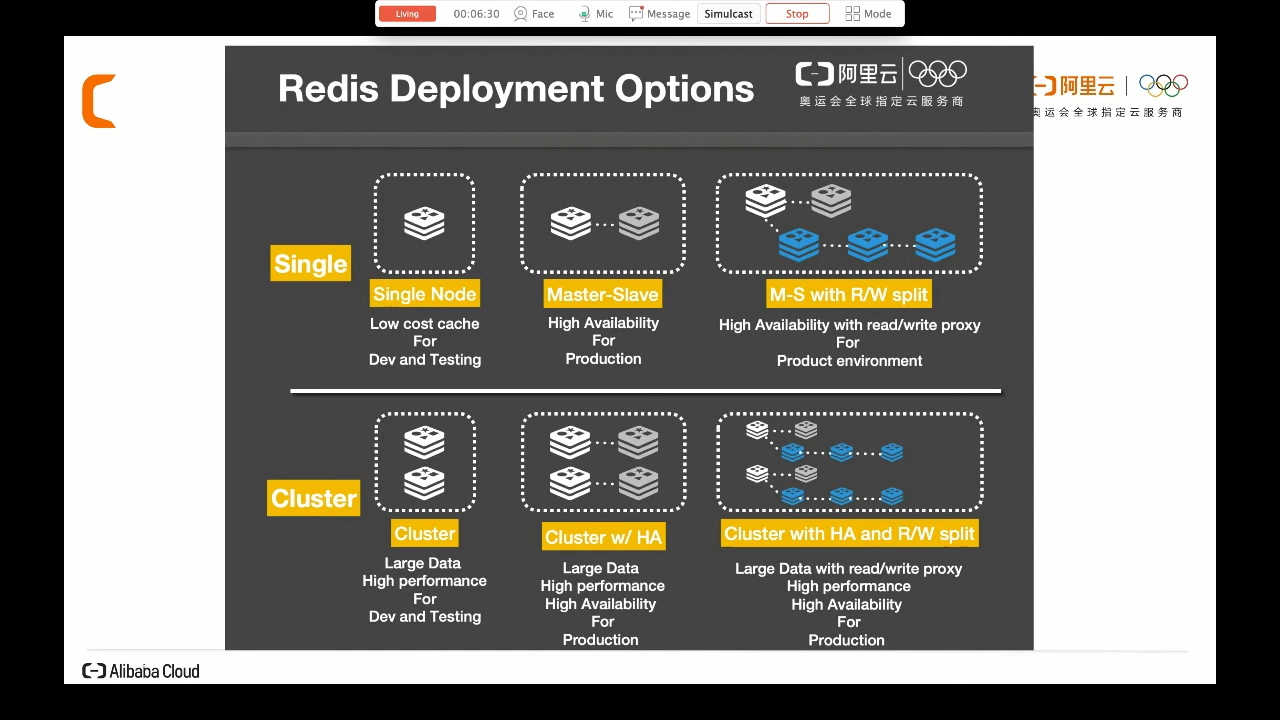 Living 00:06:30 Face Mic Message Simulcast Stop Mode
Redis Deployment Options
阿里云
奥运会全球指定云服务商
阿里云
奥运会全球指定云服务商
Single
Single Node
Low cost cache
For
Dev and Testing
Master-Slave
High Availability
For
Production
M-S with R/W split
High Availability with read/write proxy
For
Product environment
Cluster
Cluster
Large Data
High performance
For
Dev and Testing
Cluster w/ HA
Large Data
High performance
High Availability
For
Production
Cluster with HA and R/W split
Large Data with read/write proxy
High performance
High Availability
For
Production
Alibaba Cloud